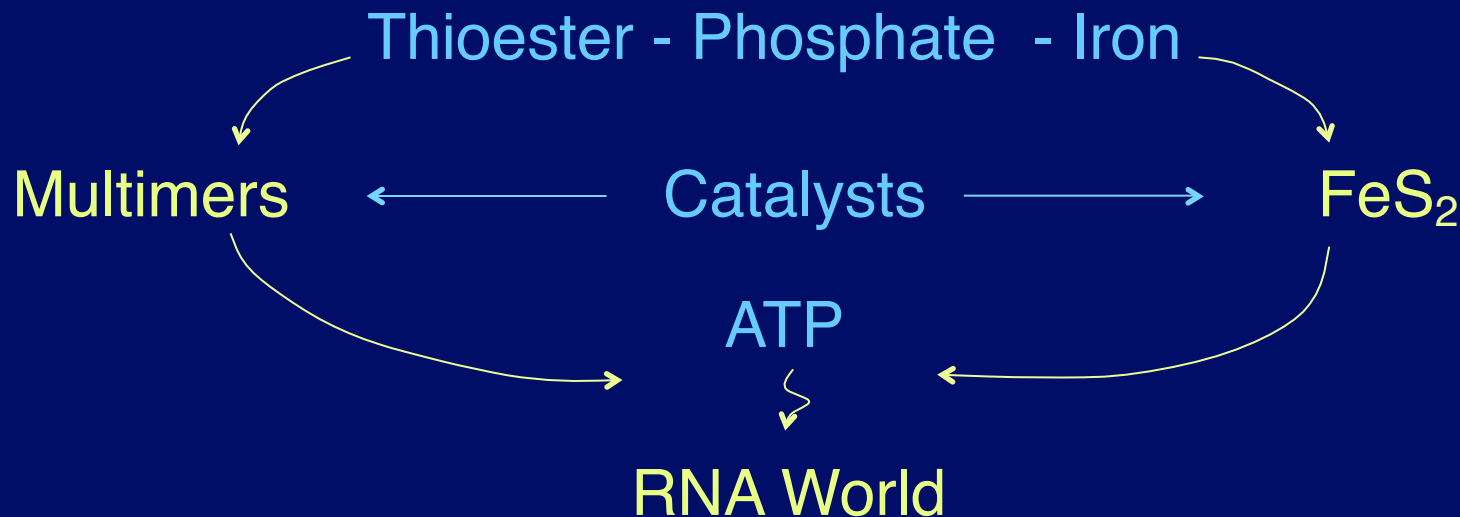 Thioester - Phosphate - Iron
Multimers Catalysts FeS₂
ATP
RNA World